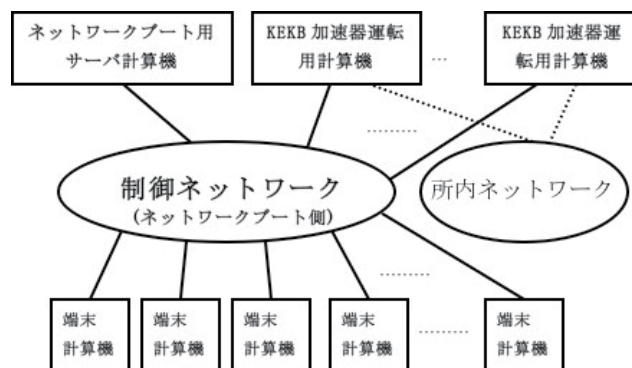 ネットワークブート用
サーバ計算機
KEKB 加速器運転
用計算機
...
KEKB 加速器運
転用計算機
制御ネットワーク
(ネットワークブート側)
所内ネットワーク
端末
計算機
端末
計算機
端末
計算機
端末
計算機
端末
計算機